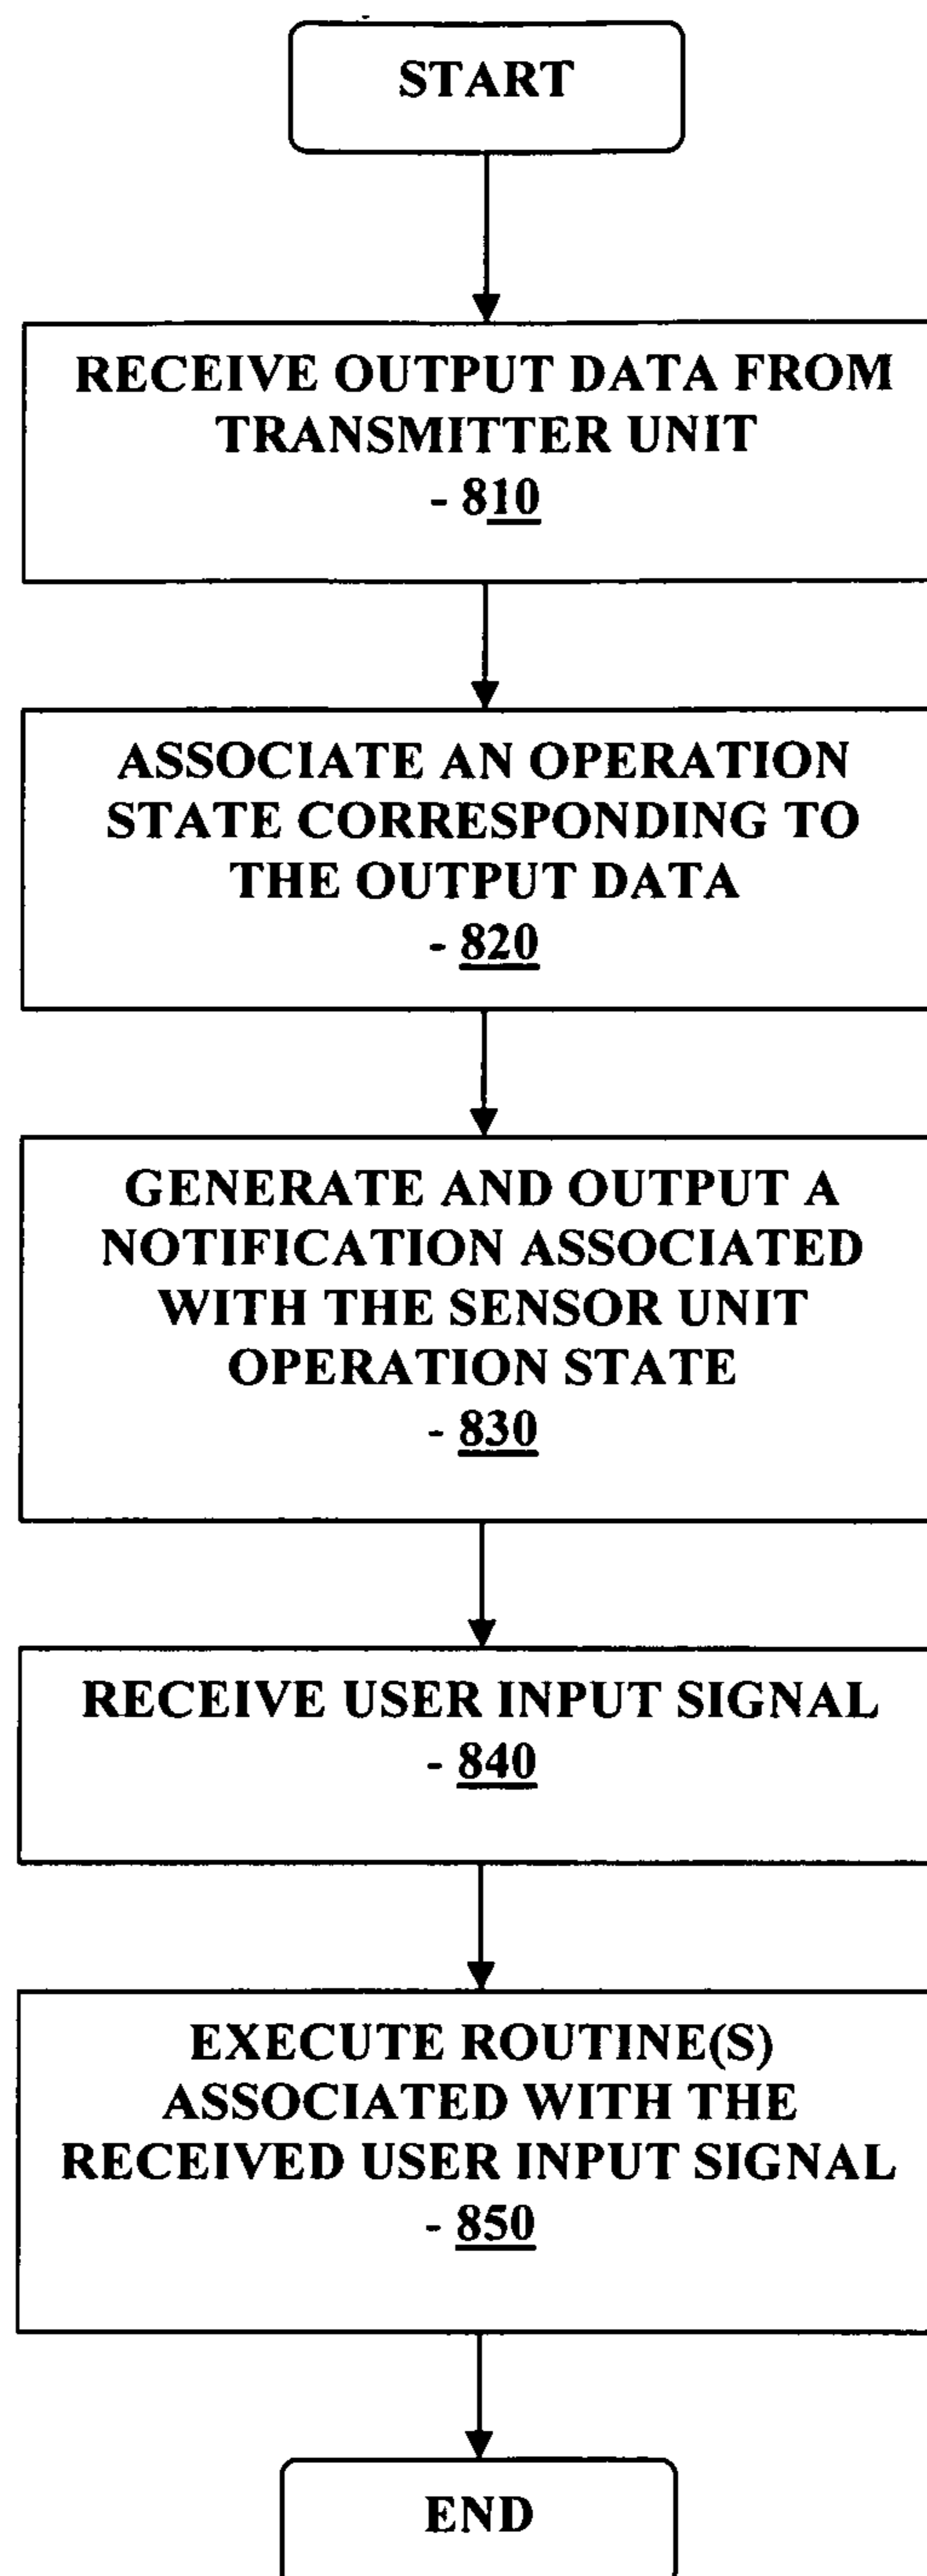 START
RECEIVE OUTPUT DATA FROM
TRANSMITTER UNIT
- 810
ASSOCIATE AN OPERATION
STATE CORRESPONDING TO
THE OUTPUT DATA
- 820
GENERATE AND OUTPUT A
NOTIFICATION ASSOCIATED
WITH THE SENSOR UNIT
OPERATION STATE
- 830
RECEIVE USER INPUT SIGNAL
- 840
EXECUTE ROUTINE(S)
ASSOCIATED WITH THE
RECEIVED USER INPUT SIGNAL
- 850
END